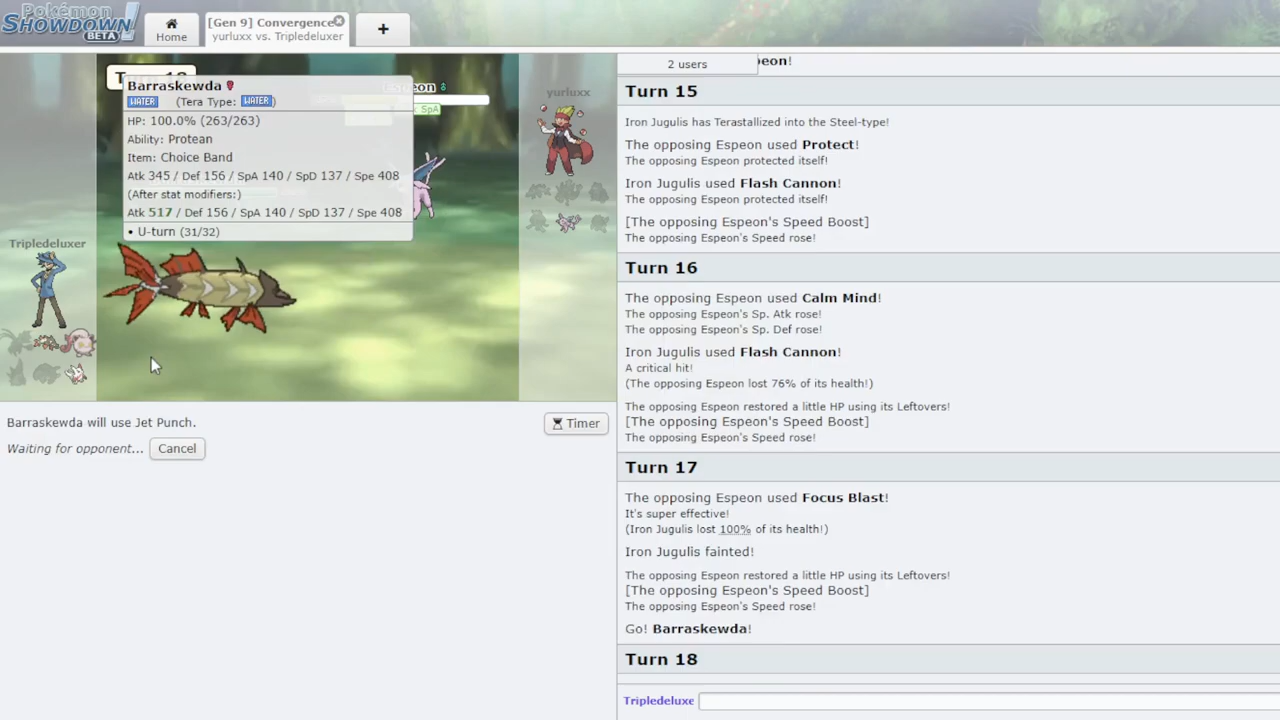 Pokémon
SHOWDOWN!
BETA
Home
[Gen 9] Convergence
yurluxx vs. Tripledeluxer
+
Barraskewda
WATER (Tera Type: WATER)
HP: 100.0% (263/263)
Ability: Protean
Item: Choice Band
Atk 345 / Def 156 / SpA 140 / SpD 137 / Spe 408
(After stat modifiers:)
Atk 517 / Def 156 / SpA 140 / SpD 137 / Spe 408
• U-turn (31/32)
SpA
yurluxx
Tripledeluxer
Barraskewda will use Jet Punch.
Waiting for opponent... Cancel
Timer
2 users
Turn 15
Iron Jugulis has Terastallized into the Steel-type!
The opposing Espeon used Protect!
The opposing Espeon protected itself!
Iron Jugulis used Flash Cannon!
The opposing Espeon protected itself!
[The opposing Espeon's Speed Boost]
The opposing Espeon's Speed rose!
Turn 16
The opposing Espeon used Calm Mind!
The opposing Espeon's Sp. Atk rose!
The opposing Espeon's Sp. Def rose!
Iron Jugulis used Flash Cannon!
A critical hit!
(The opposing Espeon lost 76% of its health!)
The opposing Espeon restored a little HP using its Leftovers!
[The opposing Espeon's Speed Boost]
The opposing Espeon's Speed rose!
Turn 17
The opposing Espeon used Focus Blast!
It's super effective!
(Iron Jugulis lost 100% of its health!)
Iron Jugulis fainted!
The opposing Espeon restored a little HP using its Leftovers!
[The opposing Espeon's Speed Boost]
The opposing Espeon's Speed rose!
Go! Barraskewda!
Turn 18
Tripledeluxe